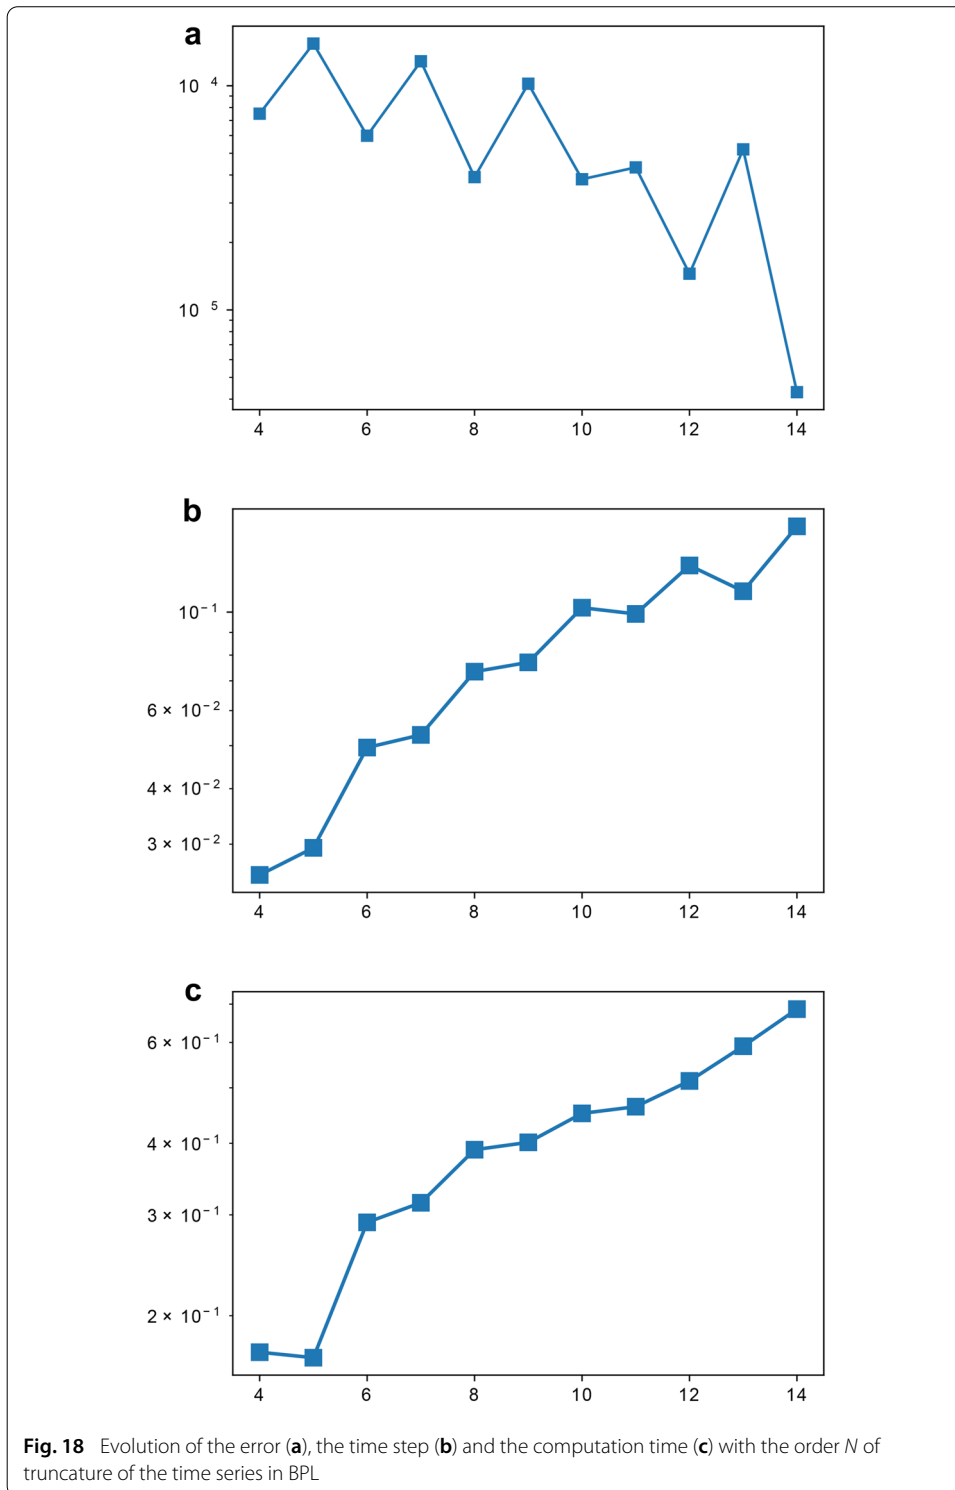 a
10 4
10 5
4 6 8 10 12 14
b
10⁻¹
6 × 10⁻²
4 × 10⁻²
3 × 10⁻²
4 6 8 10 12 14
c
6 × 10⁻¹
4 × 10⁻¹
3 × 10⁻¹
2 × 10⁻¹
4 6 8 10 12 14
Fig. 18 Evolution of the error (a), the time step (b) and the computation time (c) with the order N of
truncature of the time series in BPL